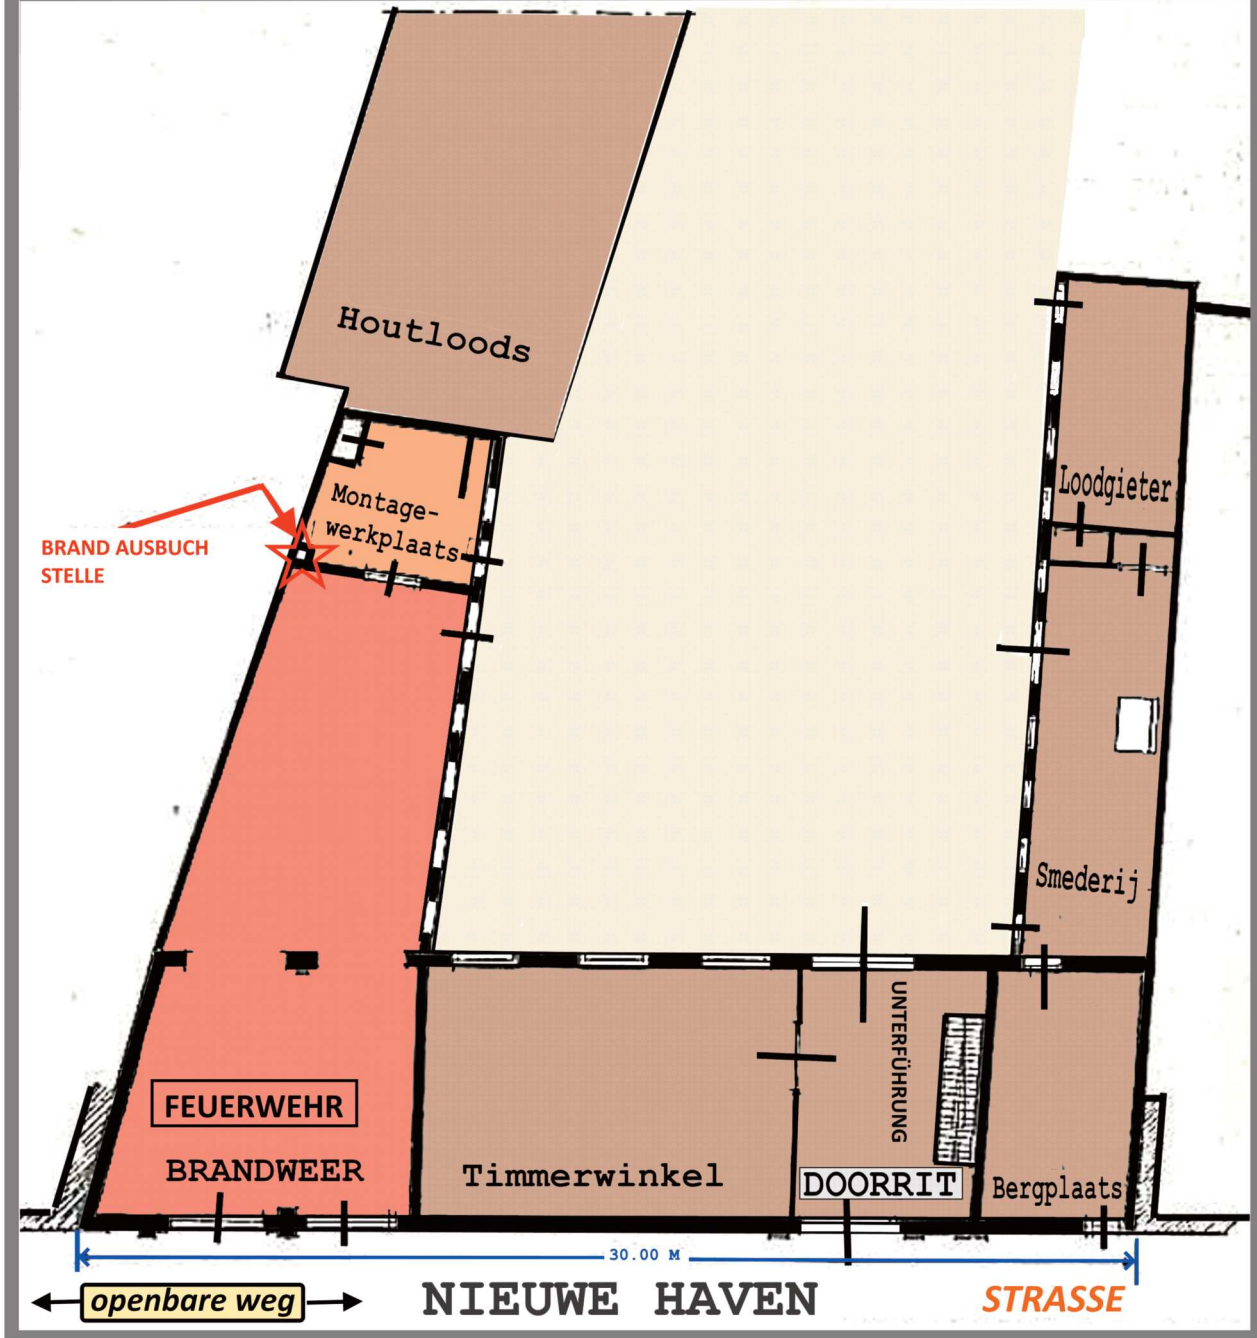 Houtloods
Montage-
werkplaats
BRAND AUSBUCH
STELLE
Loodgieter
Smederij
UNTERFÜHRUNG
FEUERWEHR
BRANDWEER
Timmerwinkel
DOORRIT
Bergplaats
30.00 M
openbare weg
NIEUWE HAVEN
STRASSE